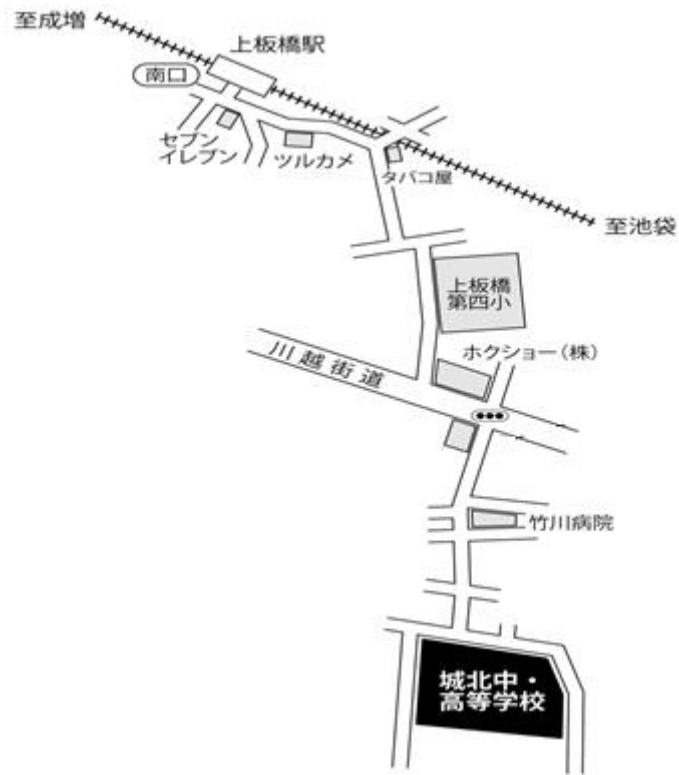 至成増
上板橋駅
南口
セブン
イレブン
ツルカメ
タバコ屋
至池袋
上板橋
第四小
ホクショー(株)
川越街道
竹川病院
城北中・
高等学校